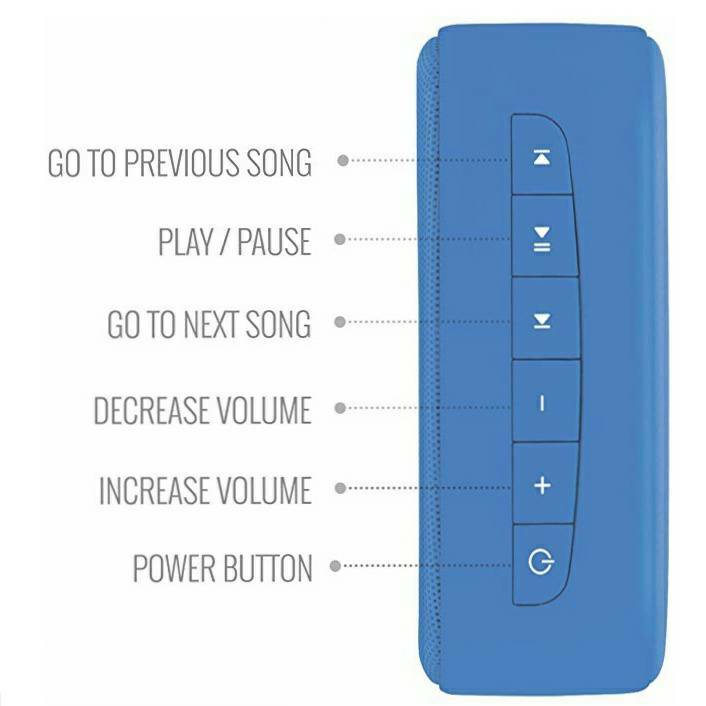 GO TO PREVIOUS SONG
PLAY / PAUSE
GO TO NEXT SONG
DECREASE VOLUME
INCREASE VOLUME
POWER BUTTON